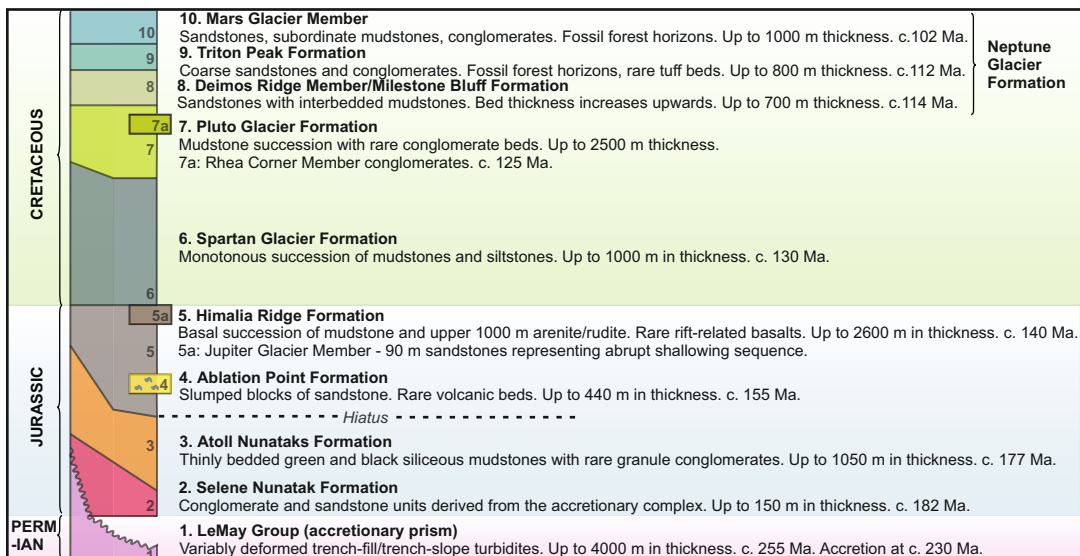 10. Mars Glacier Member
Sandstones, subordinate mudstones, conglomerates. Fossil forest horizons. Up to 1000 m thickness. c.102 Ma.
9. Triton Peak Formation
Coarse sandstones and conglomerates. Fossil forest horizons, rare tuff beds. Up to 800 m thickness. c.112 Ma.
8. Deimos Ridge Member/Milestone Bluff Formation
Sandstones with interbedded mudstones. Bed thickness increases upwards. Up to 700 m thickness. c.114 Ma.
Neptune
Glacier
Formation
7. Pluto Glacier Formation
Mudstone succession with rare conglomerate beds. Up to 2500 m thickness.
7a: Rhea Corner Member conglomerates. c. 125 Ma.
6. Spartan Glacier Formation
Monotonous succession of mudstones and siltstones. Up to 1000 m in thickness. c. 130 Ma.
CRETACEOUS
10
9
8
7a
7
6
5. Himalia Ridge Formation
Basal succession of mudstone and upper 1000 m arenite/rudite. Rare rift-related basalts. Up to 2600 m in thickness. c. 140 Ma.
5a: Jupiter Glacier Member - 90 m sandstones representing abrupt shallowing sequence.
4. Ablation Point Formation
Slumped blocks of sandstone. Rare volcanic beds. Up to 440 m in thickness. c. 155 Ma.
Hiatus
3. Atoll Nunataks Formation
Thinly bedded green and black siliceous mudstones with rare granule conglomerates. Up to 1050 m in thickness. c. 177 Ma.
2. Selene Nunatak Formation
Conglomerate and sandstone units derived from the accretionary complex. Up to 150 m in thickness. c. 182 Ma.
JURASSIC
5a
5
4
3
2
PERM
-IAN
1
1. LeMay Group (accretionary prism)
Variably deformed trench-fill/trench-slope turbidites. Up to 4000 m in thickness. c. 255 Ma. Accretion at c. 230 Ma.